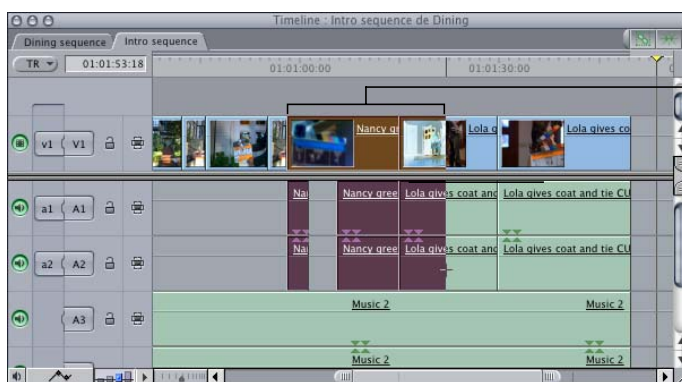 Timeline : Intro sequence de Dining
Dining sequence Intro sequence
TR 01:01:53:18 01:01:00:00 01:01:30:00
v1 V1 Nancy gr Lola g Lola gives co
a1 A1 Na Nancy gree Lola gives coat and Lola gives coat and tie CU
a2 A2 Na Nancy gree Lola gives coat and Lola gives coat and tie CU
A3 Music 2 Music 2
Music 2 Music 2